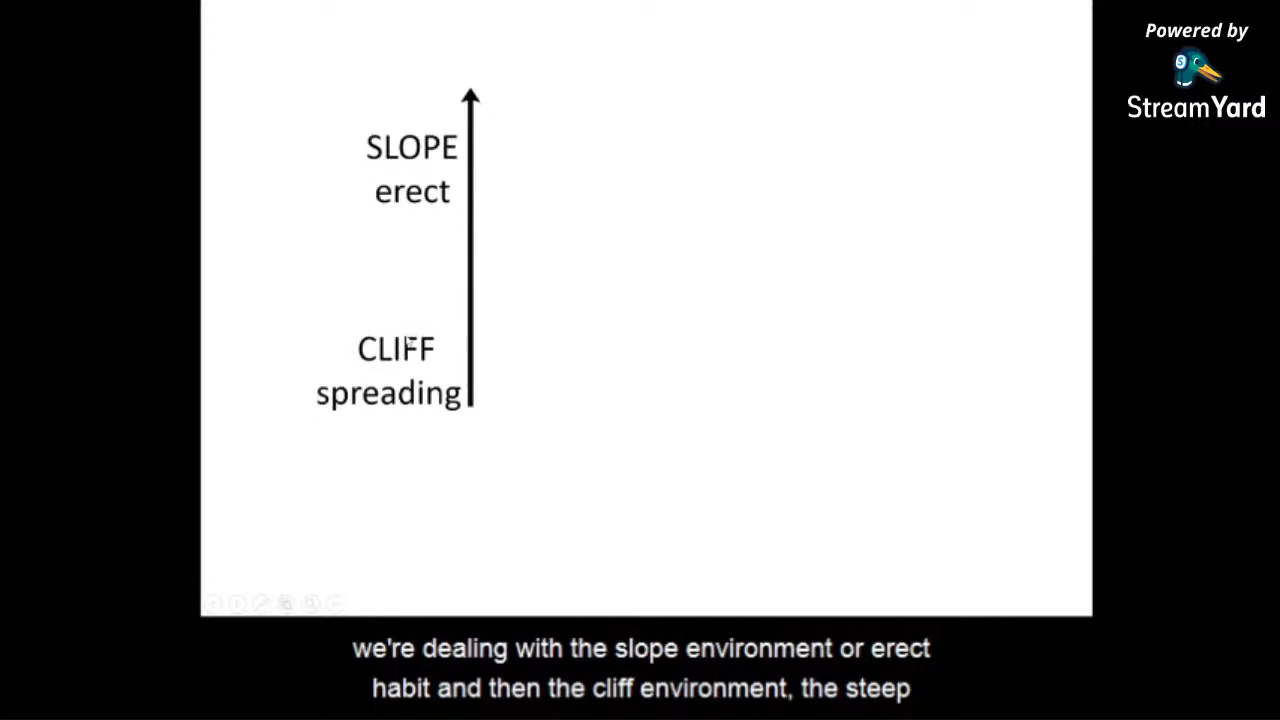 Powered by
StreamYard
SLOPE
erect
CLIFF
spreading
we're dealing with the slope environment or erect
habit and then the cliff environment, the steep